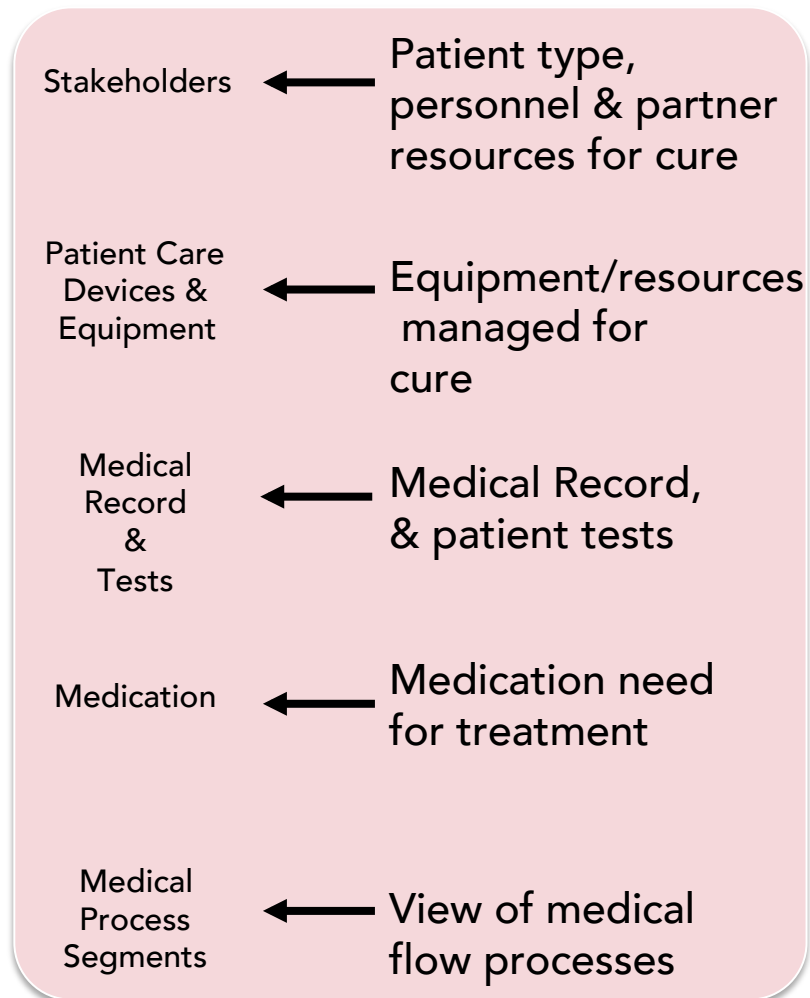 Stakeholders
Patient type,
personnel & partner
resources for cure
Patient Care
Devices &
Equipment
Equipment/resources
managed for
cure
Medical
Record
&
Tests
Medical Record,
& patient tests
Medication
Medication need
for treatment
Medical
Process
Segments
View of medical
flow processes